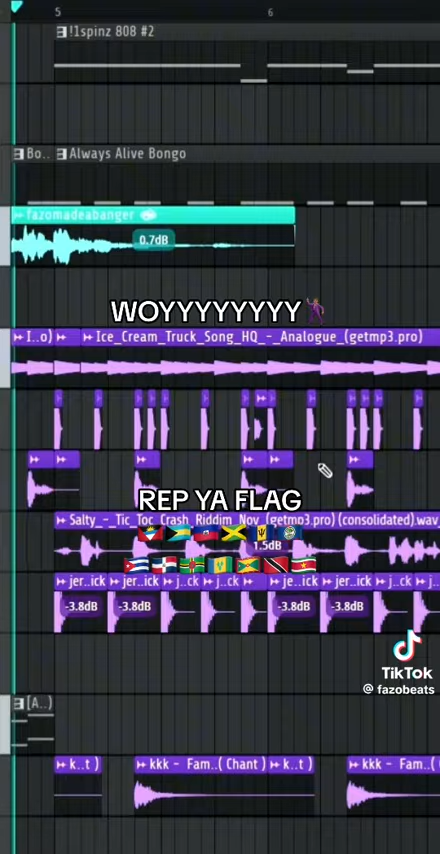 5 6
!1spinz 808 #2
Bo.. Always Alive Bongo
fazomadeabanger
0.7dB
WOYYYYYYYY
I..o) Ice_Cream_Truck_Song_HQ_-_Analogue_(getmp3.pro)
REP YA FLAG
Salty_-_Tic_Toc_Crash_Riddim_Nov_(getmp3.pro)(consolidated).wav
1.5dB
jer..ick jer..ick j..ck j..ck je..ick jer..ick j..ck j..
-3.8dB -3.8dB -3.8dB -3.8dB
TikTok
@ fazobeats
(A..)
k..t ) kkk - Fam..( Chant ) k..t ) kkk - Fam..(